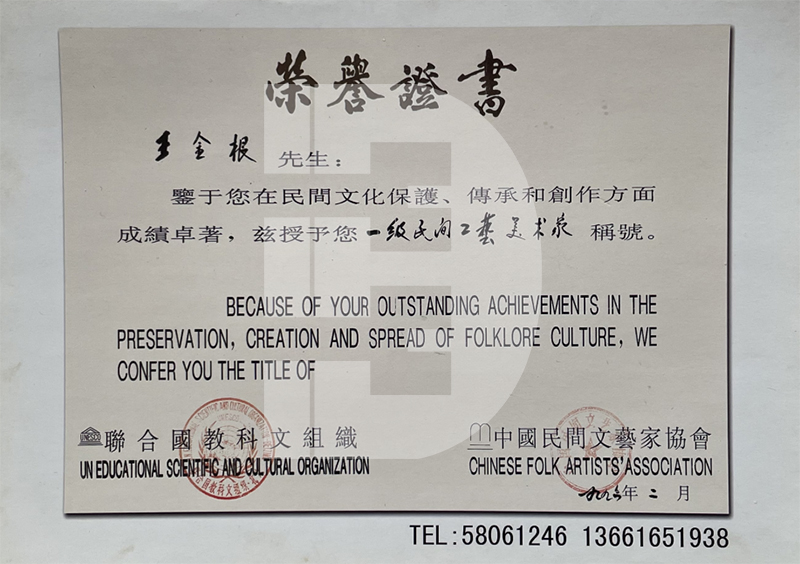 榮譽證書
王金根 先生：
鑒于您在民間文化保護、傳承和創作方面
成績卓著，兹授予您 一级民间工藝美术家 稱號。
BECAUSE OF YOUR OUTSTANDING ACHIEVEMENTS IN THE
PRESERVATION, CREATION AND SPREAD OF FOLKLORE CULTURE, WE
CONFER YOU THE TITLE OF
聯合國教科文組織
UN EDUCATIONAL SCIENTIFIC AND CULTURAL ORGANIZATION
中國民間文藝家協會
CHINESE FOLK ARTISTS'ASSOCIATION
年二月
TEL:58061246 13661651938